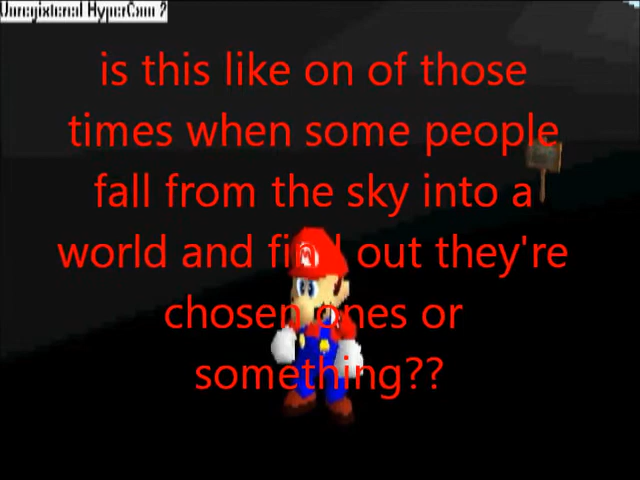 Unregistered HyperCam 2
is this like on of those
times when some people
fall from the sky into a
world and find out they're
chosen ones or
something??